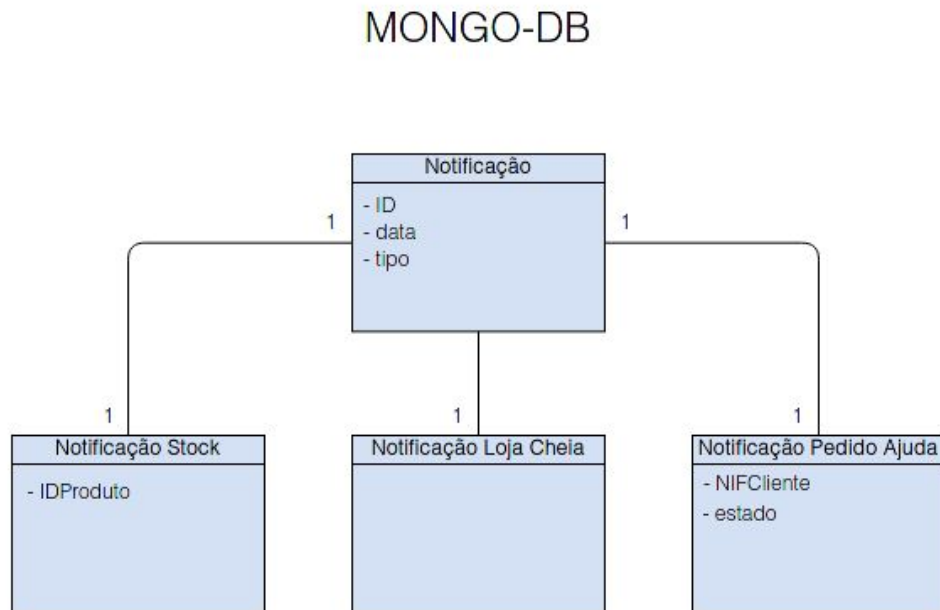 MONGO-DB
Notificação
- ID
- data
- tipo
1
1
1
1
1
Notificação Stock
- IDProduto
Notificação Loja Cheia
Notificação Pedido Ajuda
- NIFCliente
- estado